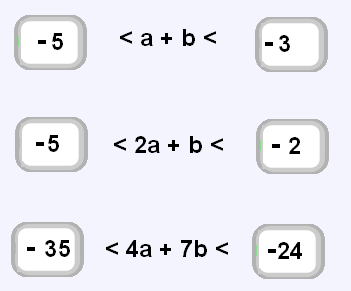 - 5 < a + b < - 3
-5 < 2a + b < - 2
- 35 < 4a + 7b < -24